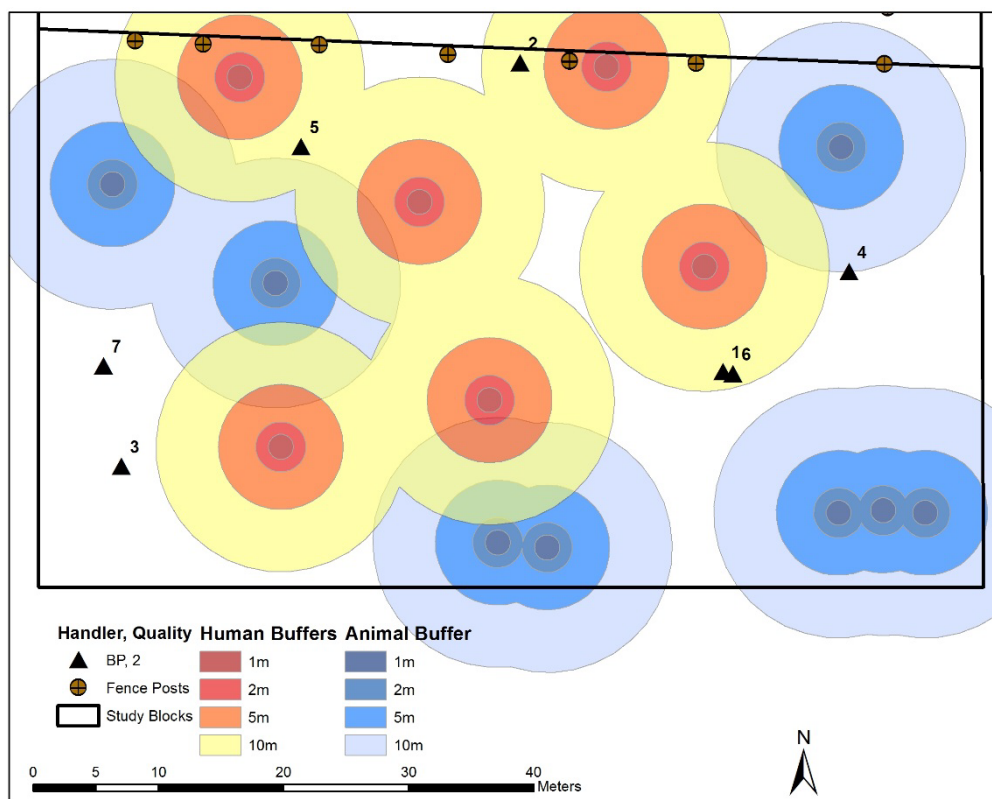 2
5
4
7
16
3
Handler, Quality
BP, 2
Fence Posts
Study Blocks
Human Buffers
1m
2m
5m
10m
Animal Buffer
1m
2m
5m
10m
N
0 5 10 20 30 40
Meters